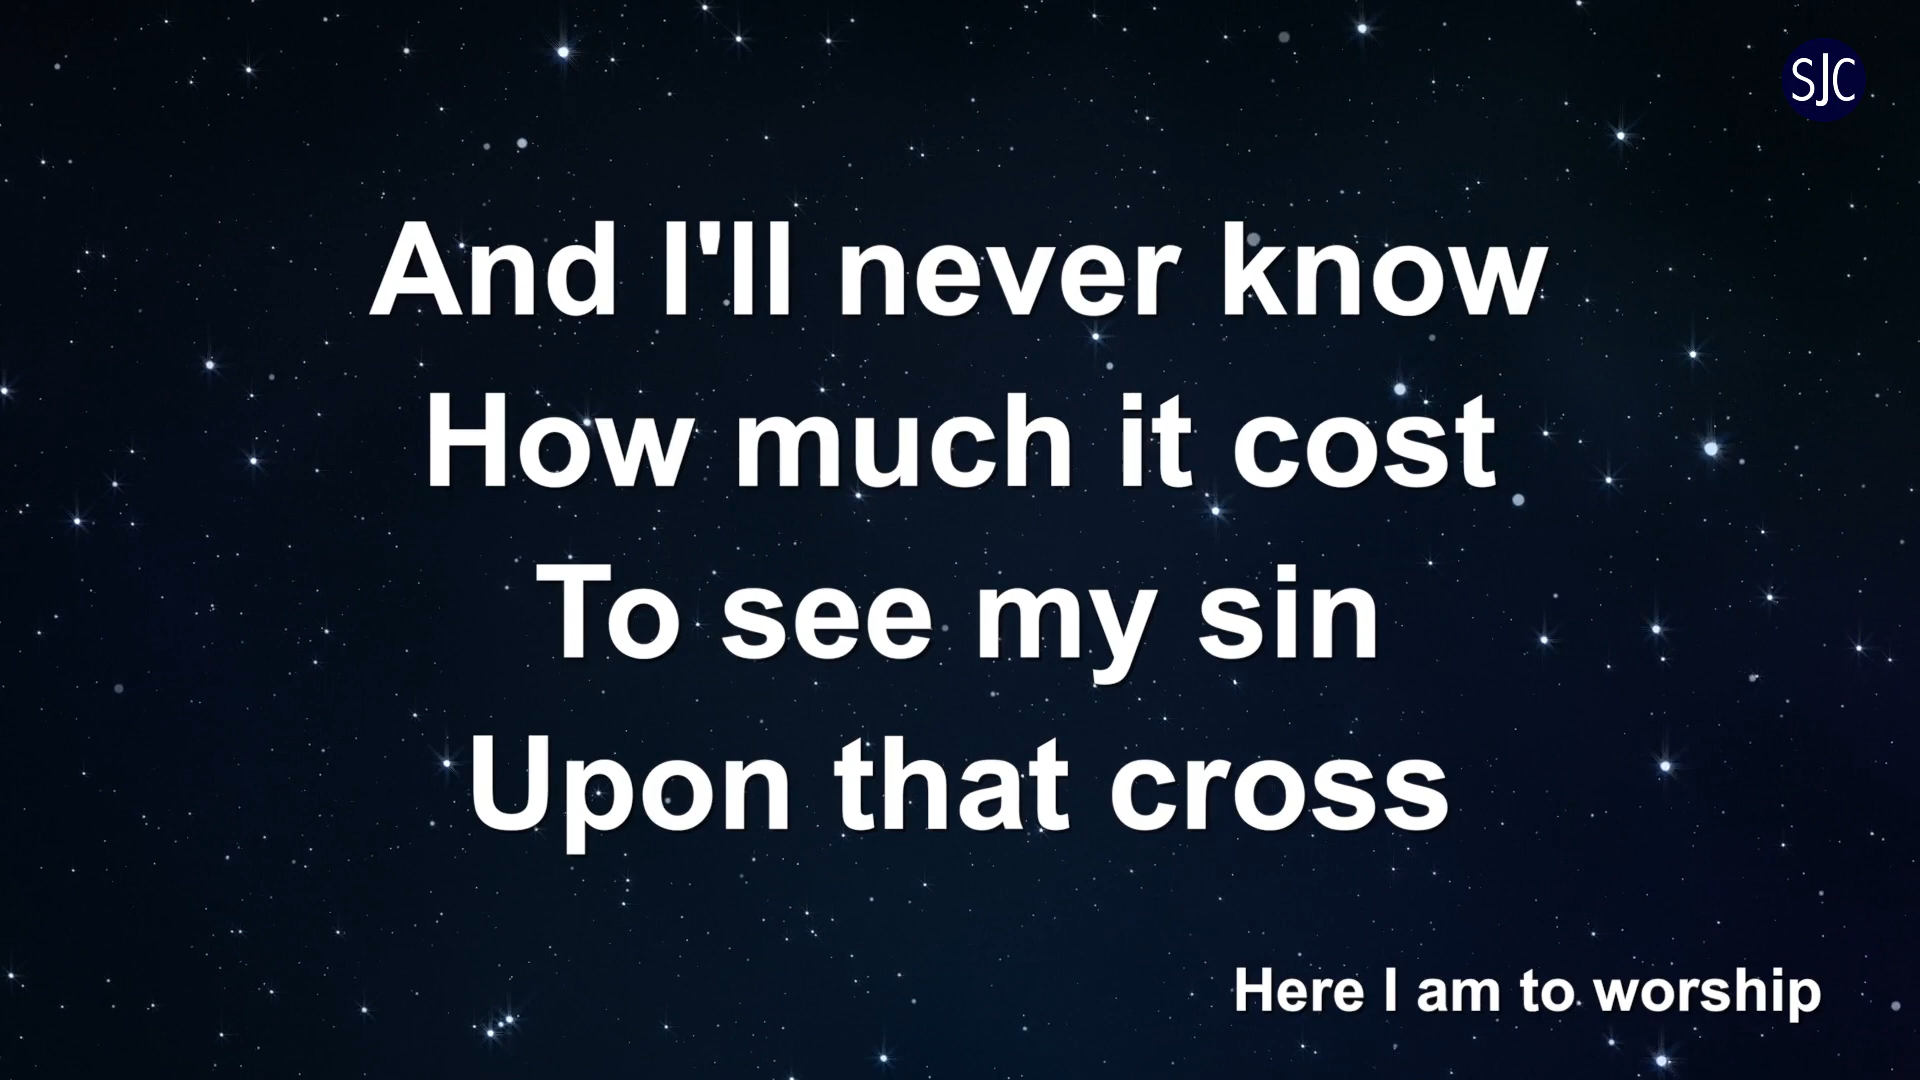 SJC
And I'll never know
How much it cost
To see my sin
Upon that cross
Here I am to worship